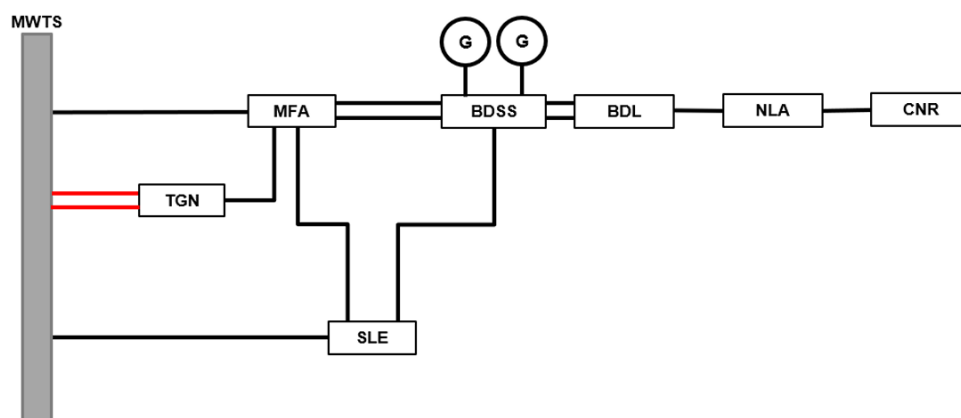 MWTS
G G
MFA BDSS BDL NLA CNR
TGN
SLE